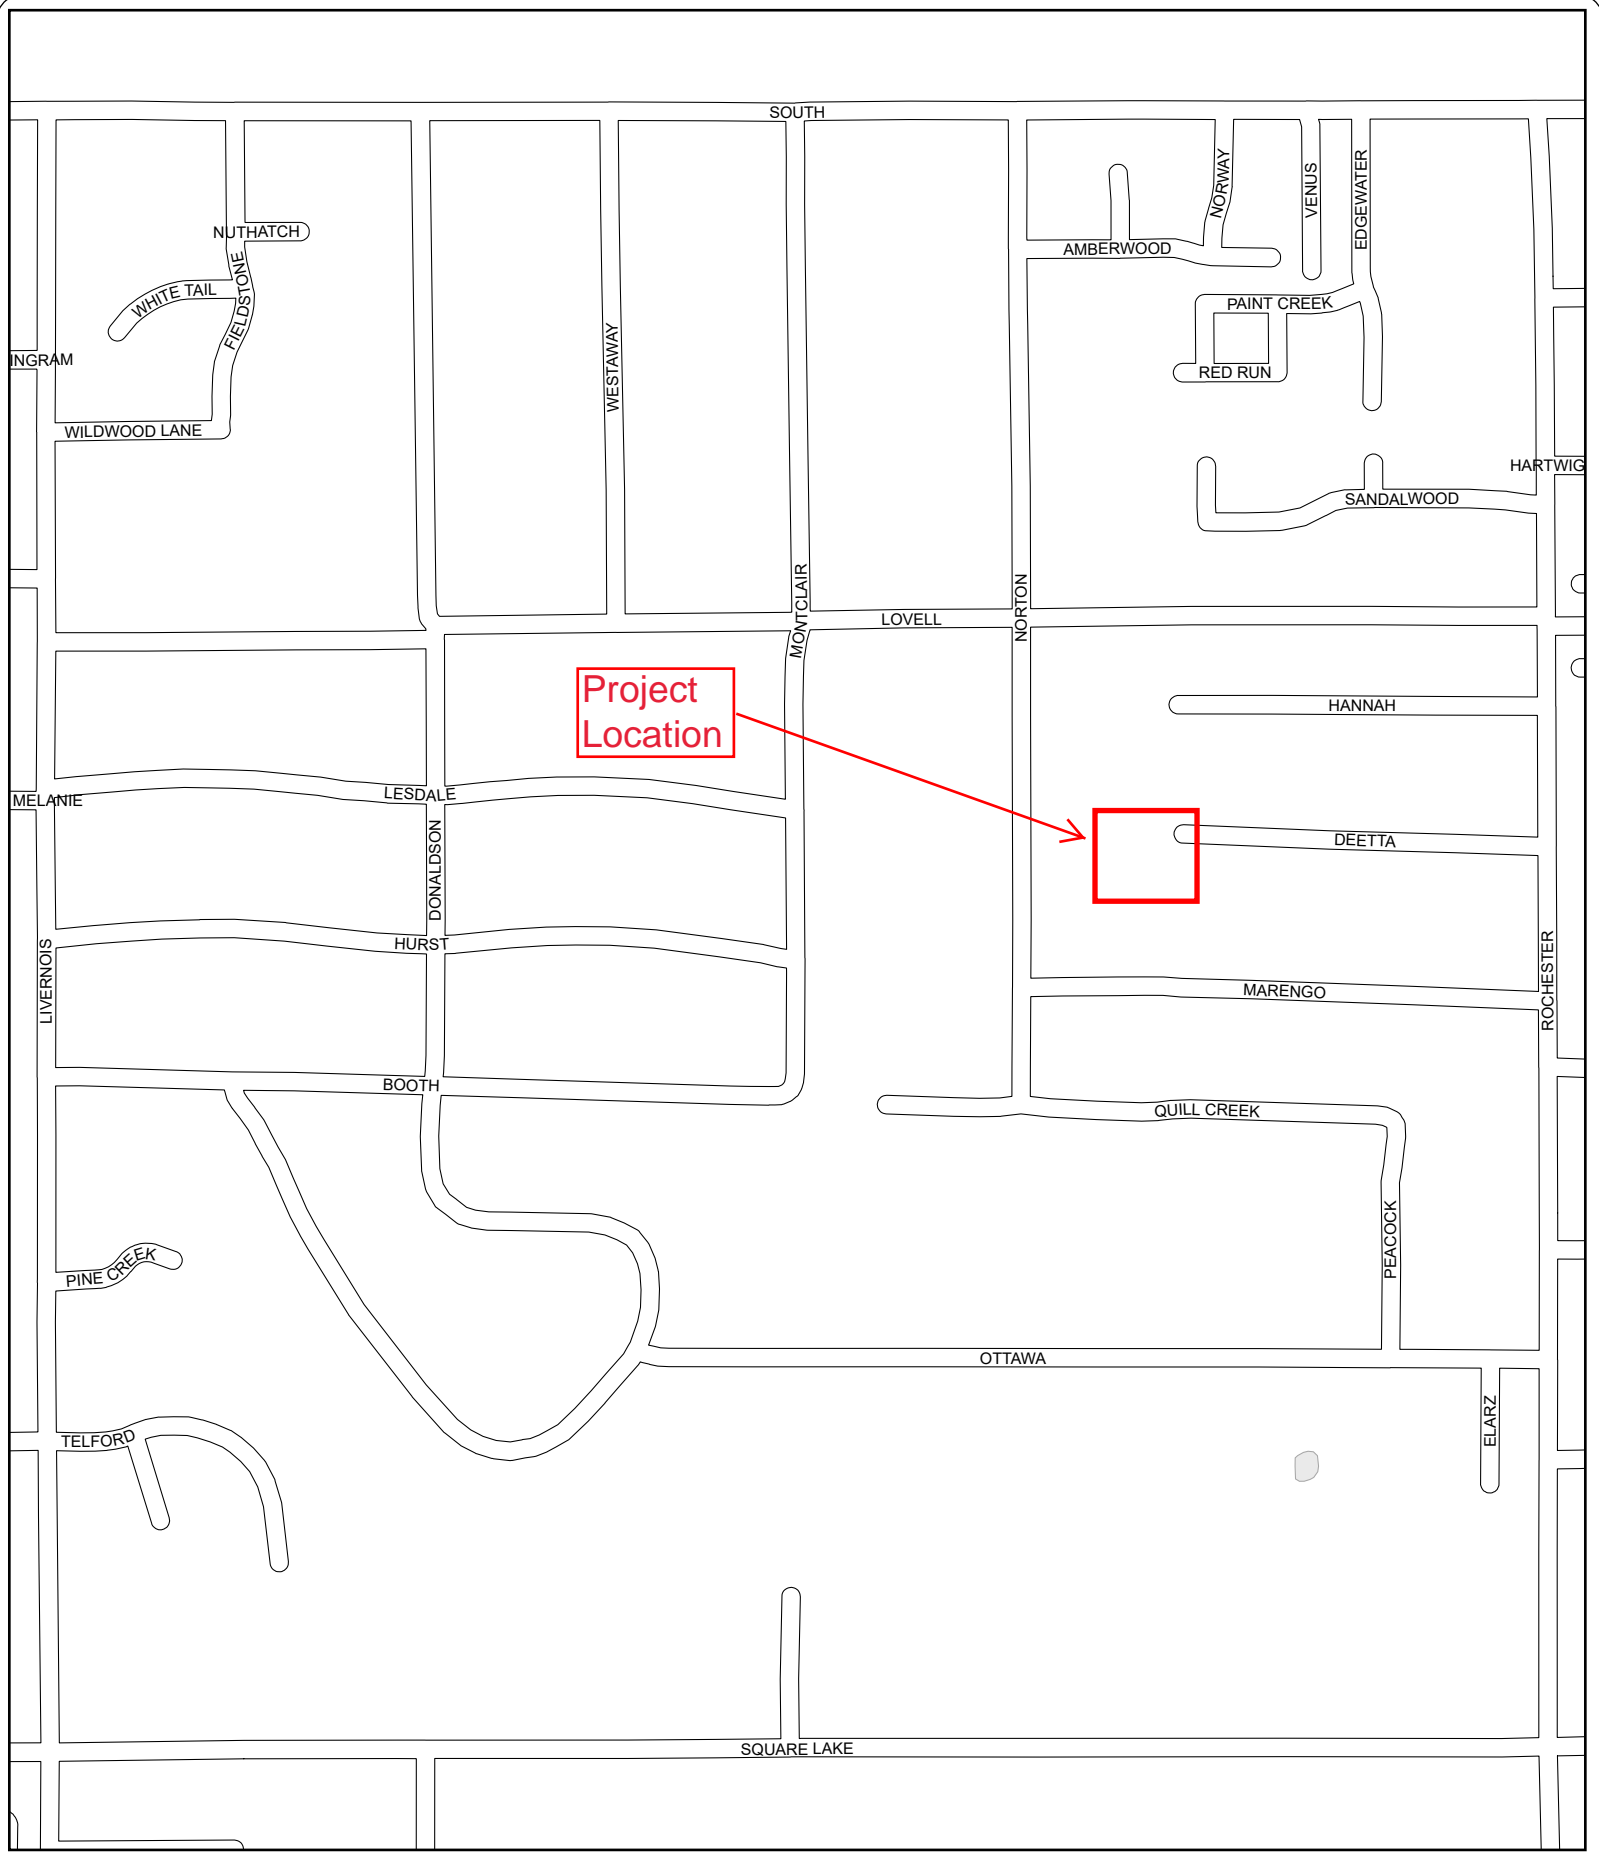 SOUTH
NORWAY
VENUS
EDGEWATER
NUTHATCH
AMBERWOOD
WHITE TAIL
FIELDSTONE
PAINT CREEK
INGRAM
WESTAWAY
RED RUN
WILDWOOD LANE
HARTWIG
SANDALWOOD
MONTCLAIR
NORTON
LOVELL
Project
Location
HANNAH
LESDALE
MELANIE
DONALDSON
DEETTA
HURST
LIVERNOIS
ROCHESTER
MARENGO
BOOTH
QUILL CREEK
PEACOCK
PINE CREEK
OTTAWA
ELARZ
TELFORD
SQUARE LAKE